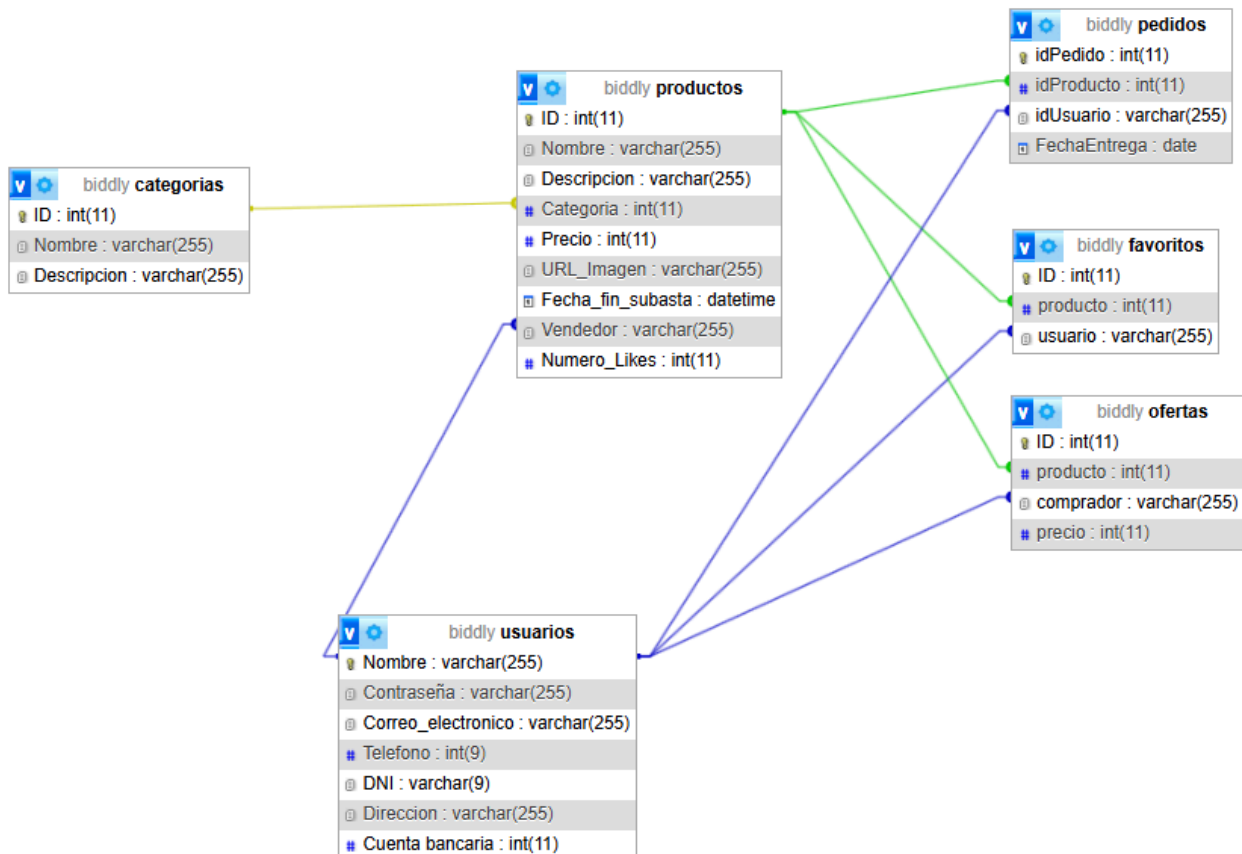 biddly categorias
ID : int(11)
Nombre : varchar(255)
Descripcion : varchar(255)
biddly productos
ID : int(11)
Nombre : varchar(255)
Descripcion : varchar(255)
Categoria : int(11)
Precio : int(11)
URL_Imagen : varchar(255)
Fecha_fin_subasta : datetime
Vendedor : varchar(255)
Numero_Likes : int(11)
biddly pedidos
idPedido : int(11)
idProducto : int(11)
idUsuario : varchar(255)
FechaEntrega : date
biddly favoritos
ID : int(11)
producto : int(11)
usuario : varchar(255)
biddly ofertas
ID : int(11)
producto : int(11)
comprador : varchar(255)
precio : int(11)
biddly usuarios
Nombre : varchar(255)
Contraseña : varchar(255)
Correo_electronico : varchar(255)
Telefono : int(9)
DNI : varchar(9)
Direccion : varchar(255)
Cuenta bancaria : int(11)